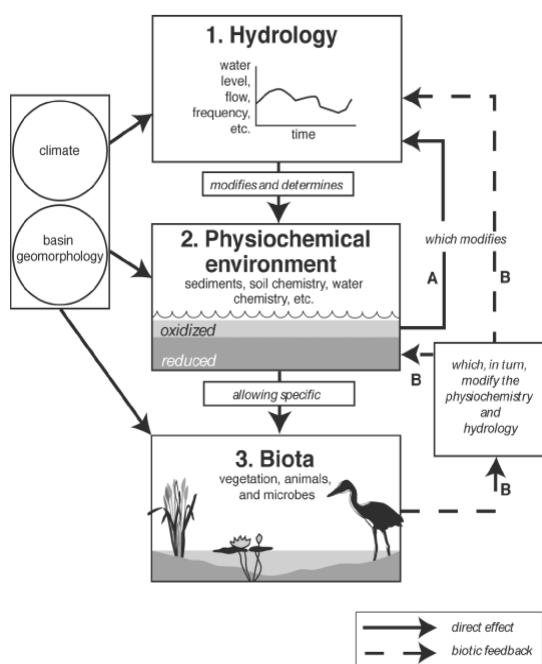 1. Hydrology
water
level,
flow,
frequency,
etc.
time
climate
modifies and determines
basin
geomorphology
2. Physiochemical
environment
sediments, soil chemistry, water
chemistry, etc.
oxidized
reduced
which modifies
A
B
B
which, in turn,
modify the
physiochemistry
and
hydrology
allowing specific
3. Biota
vegetation, animals,
and microbes
B
direct effect
biotic feedback